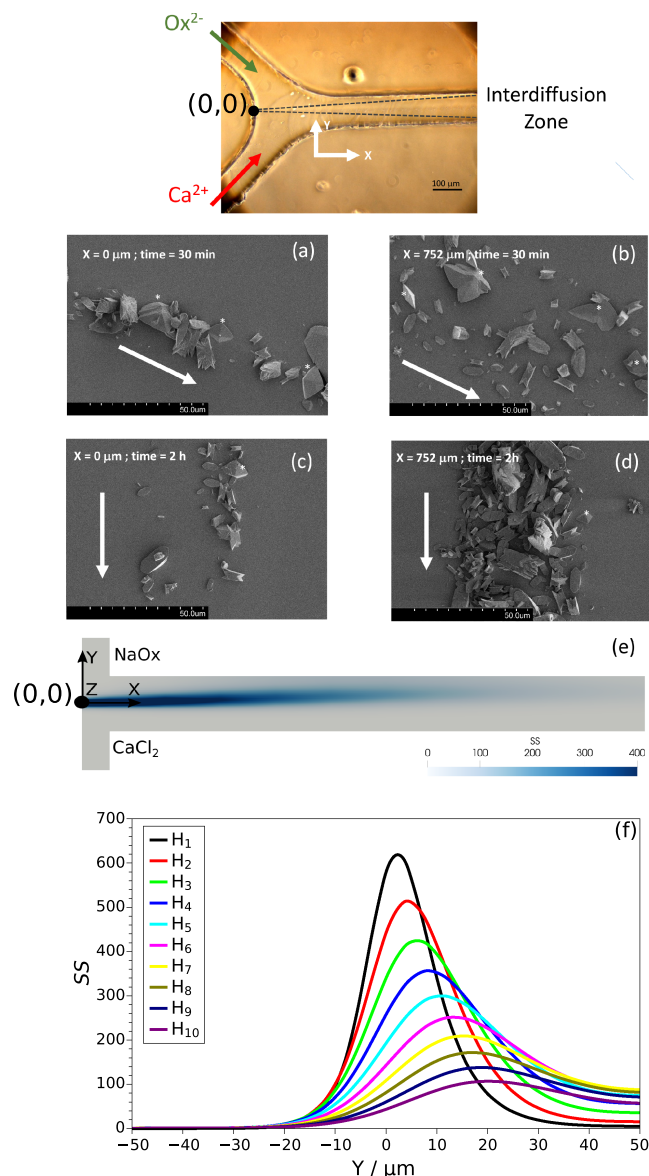 Ox²⁻
(0,0)
Interdiffusion
Zone
Y
X
Ca²⁺
100 µm
(a)
X = 0 µm ; time = 30 min
*
*
*
50.0um
(b)
X = 752 µm ; time = 30 min
*
*
*
*
50.0um
(c)
X = 0 µm ; time = 2 h
*
50.0um
(d)
X = 752 µm ; time = 2h
*
*
50.0um
(e)
Y
NaOx
(0,0)
Z
X
CaCl₂
SS
0 100 200 300 400
(f)
700
600
500
400
300
200
100
0
SS
H₁
H₂
H₃
H₄
H₅
H₆
H₇
H₈
H₉
H₁₀
−50 −40 −30 −20 −10 0 10 20 30 40 50
Y / µm